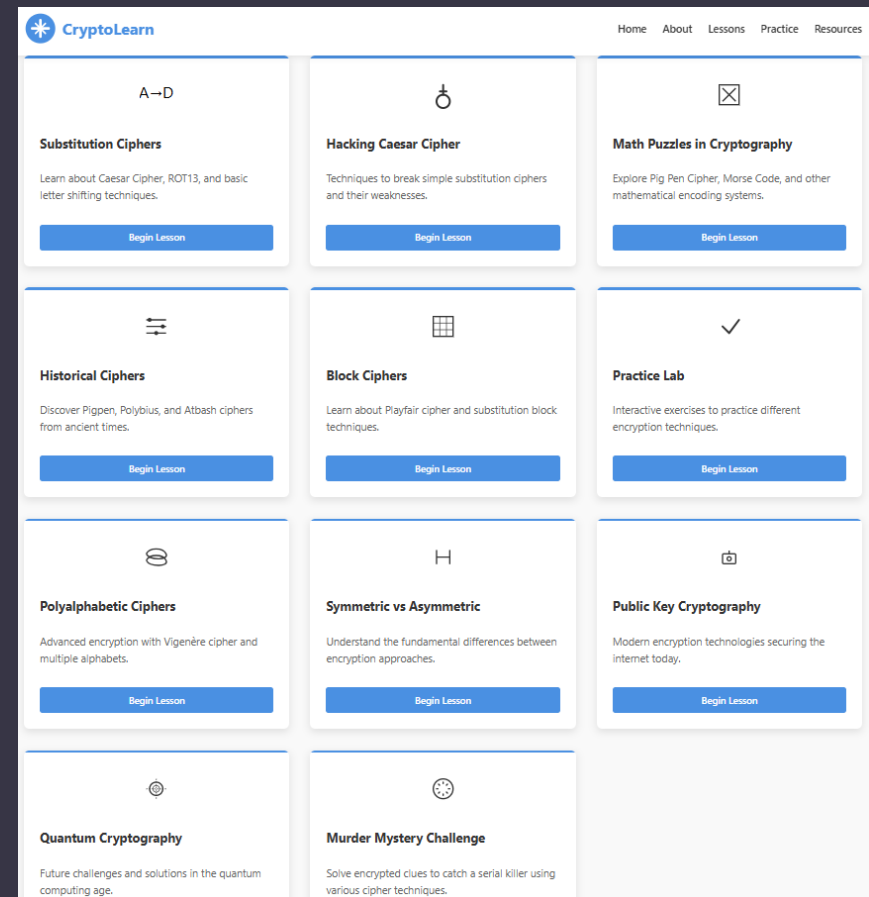 CryptoLearn
Home About Lessons Practice Resources
A→D
Substitution Ciphers
Learn about Caesar Cipher, ROT13, and basic
letter shifting techniques.
Begin Lesson
Hacking Caesar Cipher
Techniques to break simple substitution ciphers
and their weaknesses.
Begin Lesson
Math Puzzles in Cryptography
Explore Pig Pen Cipher, Morse Code, and other
mathematical encoding systems.
Begin Lesson
Historical Ciphers
Discover Pigpen, Polybius, and Atbash ciphers
from ancient times.
Begin Lesson
Block Ciphers
Learn about Playfair cipher and substitution block
techniques.
Begin Lesson
Practice Lab
Interactive exercises to practice different
encryption techniques.
Begin Lesson
Polyalphabetic Ciphers
Advanced encryption with Vigenère cipher and
multiple alphabets.
Begin Lesson
Symmetric vs Asymmetric
Understand the fundamental differences between
encryption approaches.
Begin Lesson
Public Key Cryptography
Modern encryption technologies securing the
internet today.
Begin Lesson
Quantum Cryptography
Future challenges and solutions in the quantum
computing age.
Murder Mystery Challenge
Solve encrypted clues to catch a serial killer using
various cipher techniques.